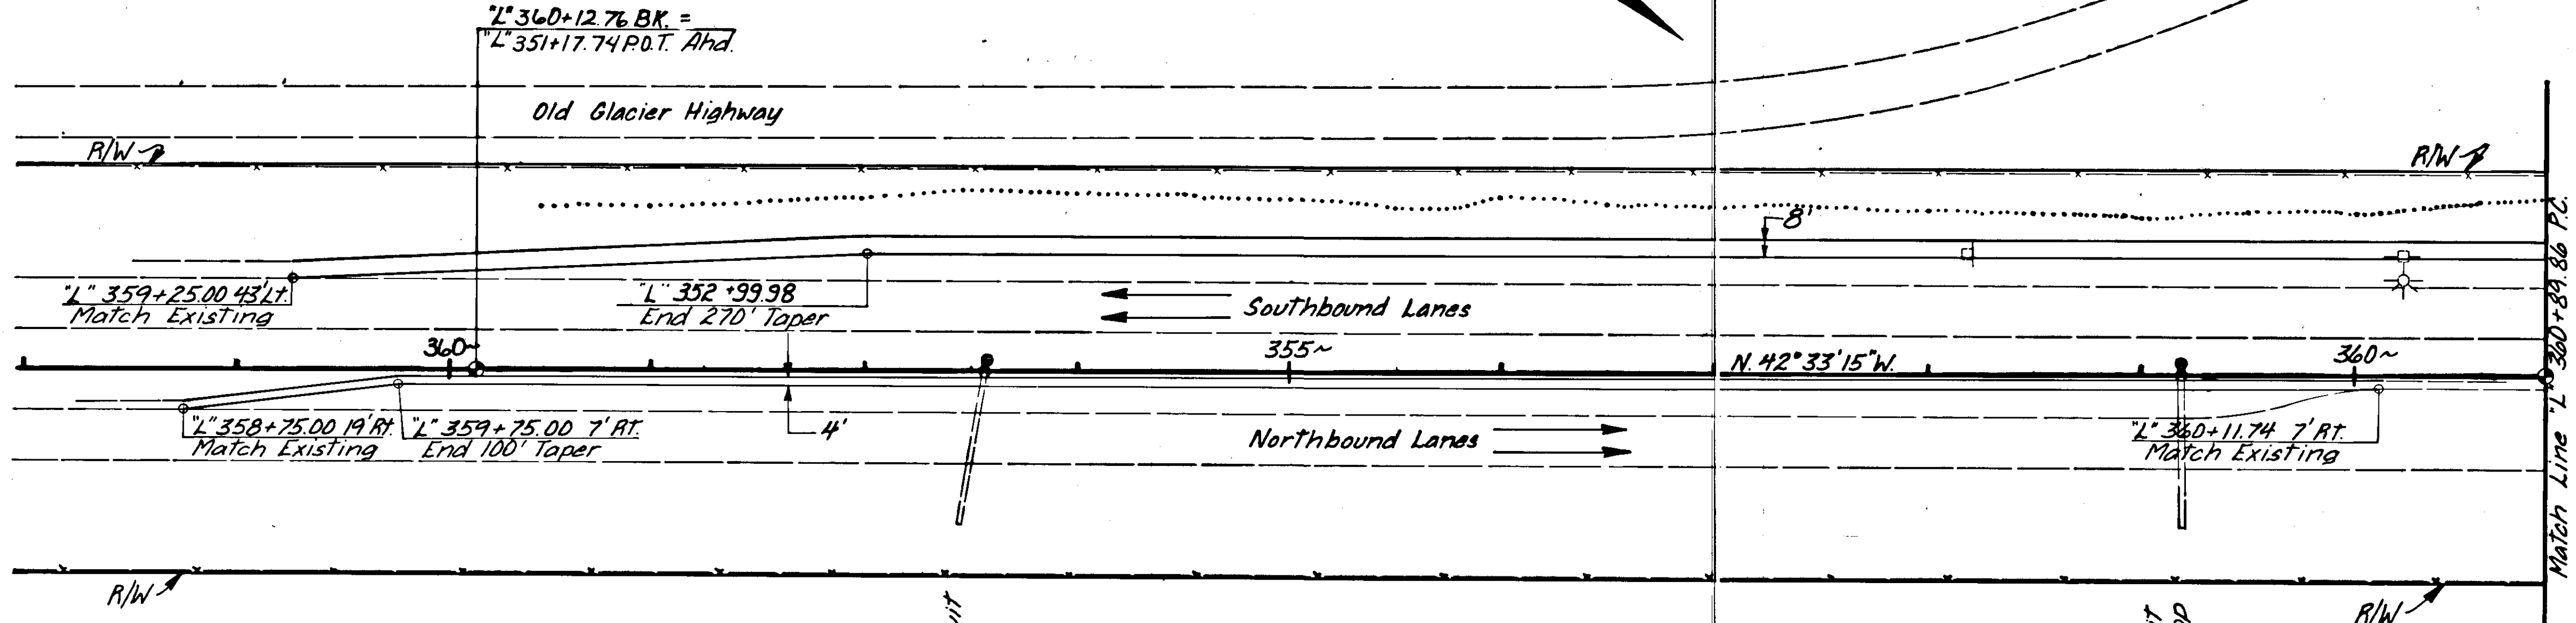 "L" 360+12.76 BK. =
"L" 351+17.74 P.O.T. Ahd.
Old Glacier Highway
R/W
R/W
8'
"L" 359+25.00 43' Lt.
Match Existing
"L" 352+99.98
End 270' Taper
Southbound Lanes
360~
355~
N. 42° 33' 15" W.
360~
"L" 358+75.00 19' Rt.
Match Existing
"L" 359+75.00 7' RT.
End 100' Taper
4'
Northbound Lanes
"L" 360+11.74 7' RT.
Match Existing
Match Line "L" 360+89.86 P.C.
R/W
R/W